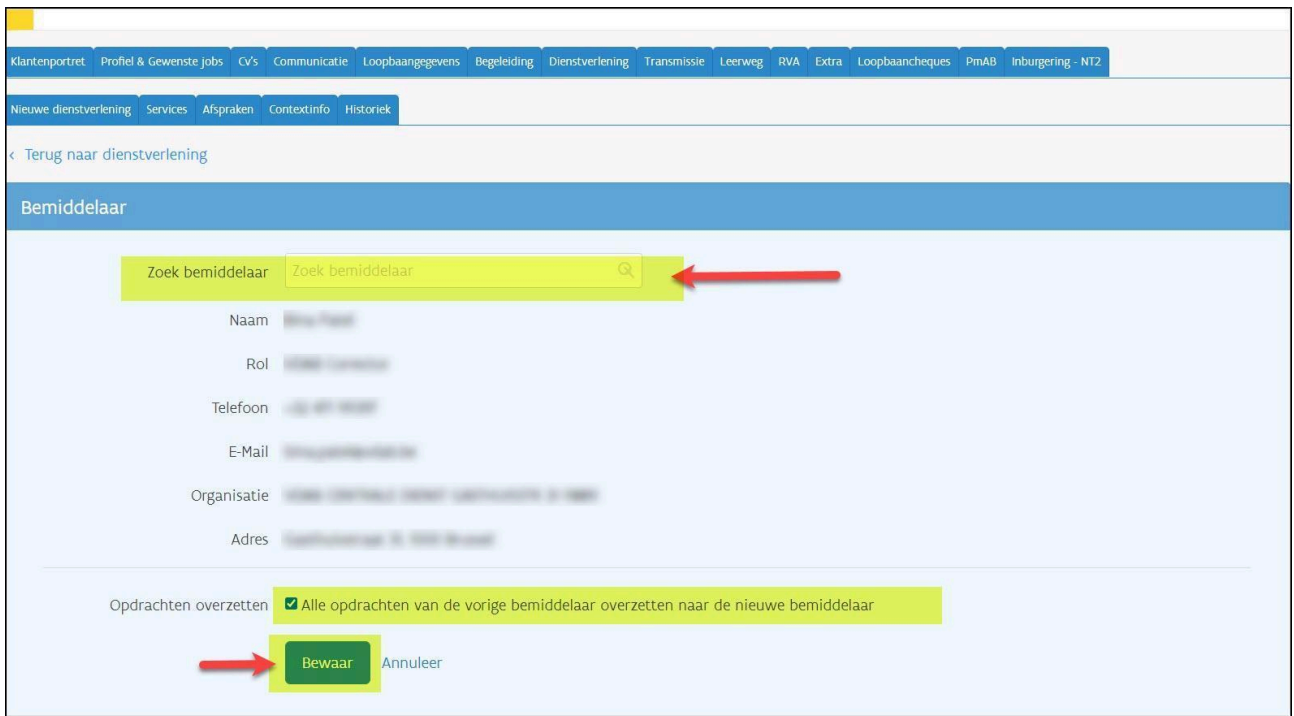 Klantenportret Profiel & Gewenste jobs Cv's Communicatie Loopbaangegevens Begeleiding Dienstverlening Transmissie Leerweg RVA Extra Loopbaancheques PmAB Inburgering - NT2
Nieuwe dienstverlening Services Afspraken Contextinfo Historiek
< Terug naar dienstverlening
Bemiddelaar
Zoek bemiddelaar Zoek bemiddelaar
Naam
Rol
Telefoon
E-Mail
Organisatie
Adres
Opdrachten overzetten Alle opdrachten van de vorige bemiddelaar overzetten naar de nieuwe bemiddelaar
Bewaar Annuleer